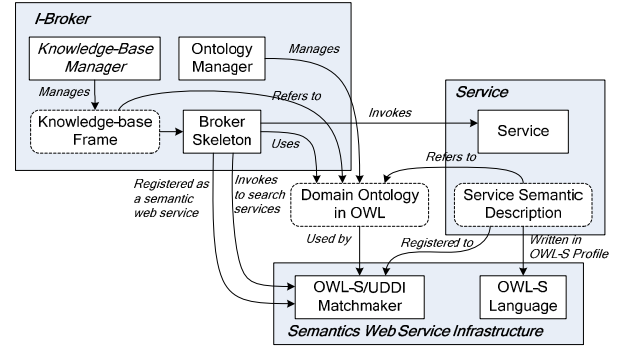 I-Broker
Knowledge-Base
Manager
Ontology
Manager
Manages
Manages
Refers to
Knowledge-base
Frame
Broker
Skeleton
Uses
Invokes
Service
Service
Refers to
Registered as
a semantic
web service
Invokes
to search
services
Domain Ontology
in OWL
Service Semantic
Description
Used by
Registered to
Written in
OWL-S Profile
OWL-S/UDDI
Matchmaker
OWL-S
Language
Semantics Web Service Infrastructure